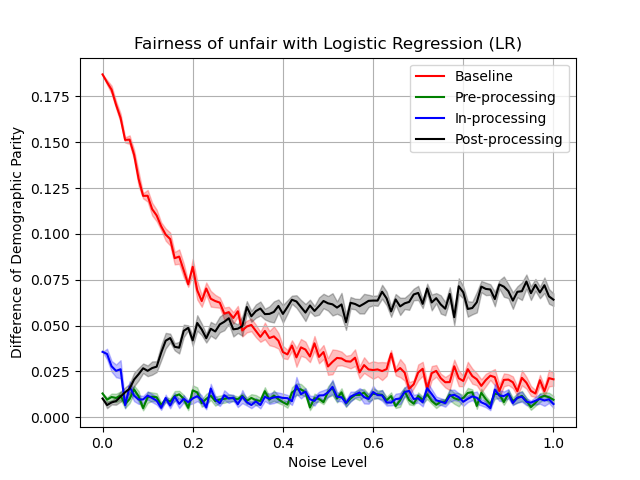 Fairness of unfair with Logistic Regression (LR)
Baseline
Pre-processing
In-processing
Post-processing
Difference of Demographic Parity
0.175
0.150
0.125
0.100
0.075
0.050
0.025
0.000
0.0 0.2 0.4 0.6 0.8 1.0
Noise Level